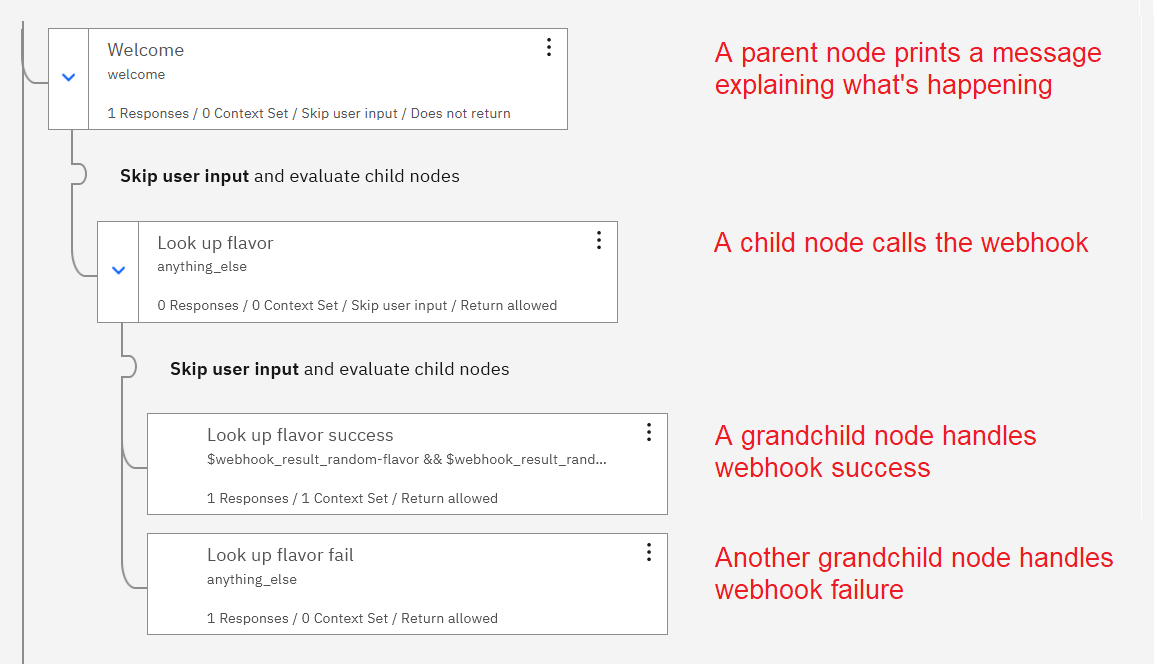 Welcome
welcome
1 Responses / 0 Context Set / Skip user input / Does not return
A parent node prints a message
explaining what's happening
Skip user input and evaluate child nodes
Look up flavor
anything_else
0 Responses / 0 Context Set / Skip user input / Return allowed
A child node calls the webhook
Skip user input and evaluate child nodes
Look up flavor success
$webhook_result_random-flavor && $webhook_result_rand...
1 Responses / 1 Context Set / Return allowed
A grandchild node handles
webhook success
Look up flavor fail
anything_else
1 Responses / 0 Context Set / Return allowed
Another grandchild node handles
webhook failure